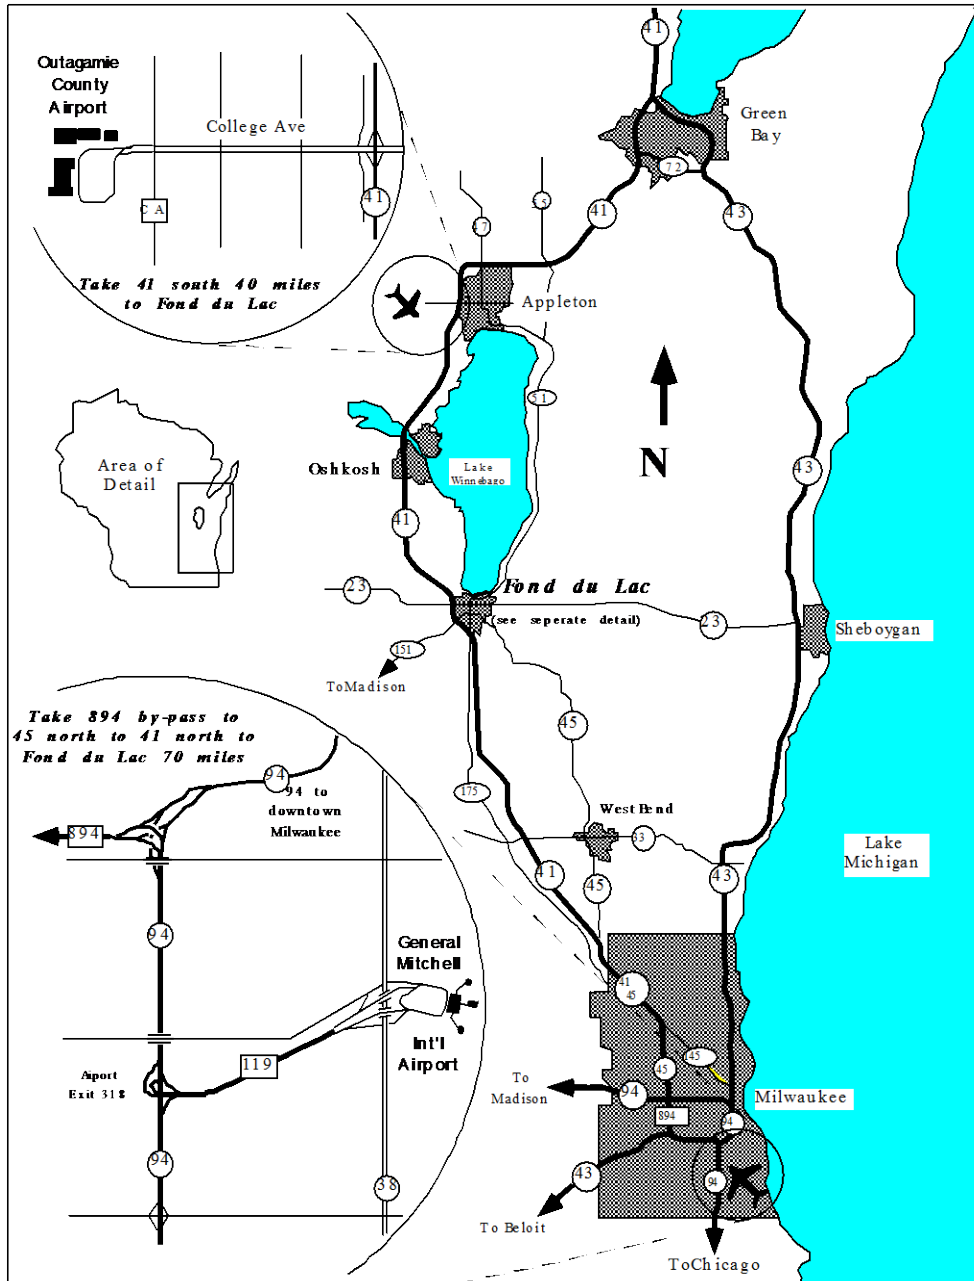 Outagamie
County
Airport
College Ave
CA
41
Take 41 south 40 miles
to Fond du Lac
41
Green
Bay
72
55
47
41
43
Appleton
51
N
Area of
Detail
Oshkosh
Lake
Winnebago
43
41
23
Fond du Lac
(see seperate detail)
23
Sheboygan
151
ToMadison
45
Take 894 by-pass to
45 north to 41 north to
Fond du Lac 70 miles
94
94 to
downtown
Milwaukee
894
175
West Bend
33
41
45
43
Lake
Michigan
94
General
Mitchell
Int'l
Airport
119
Aiport
Exit 318
94
38
41
45
145
45
To
Madison
94
894
Milwaukee
94
43
94
To Beloit
ToChicago